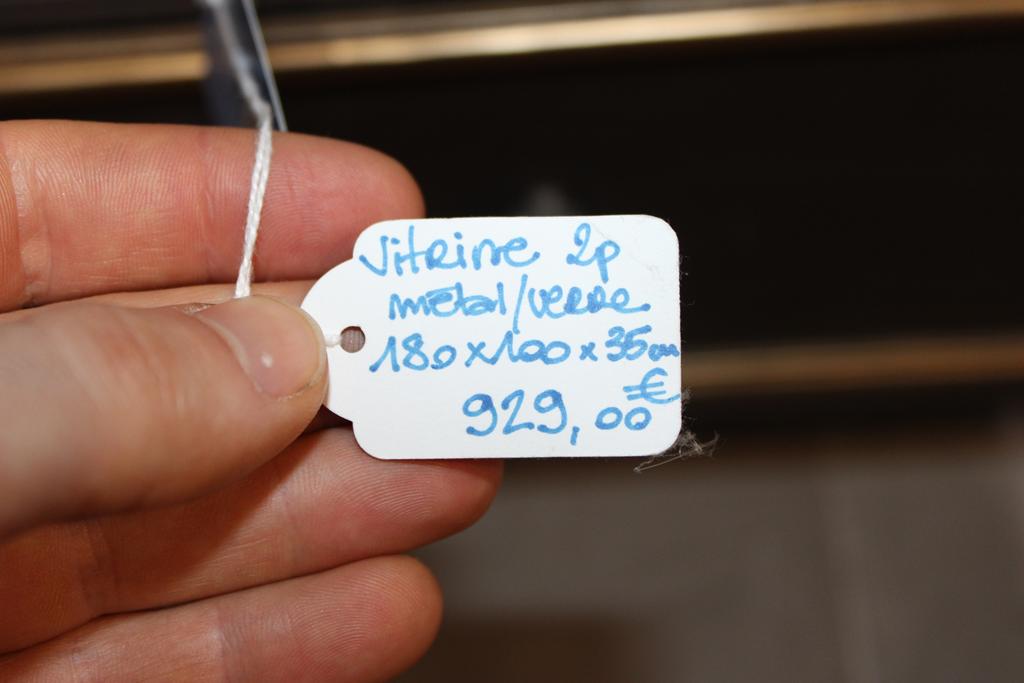 Vitrine 2p
métal/verre
180x100x35cm
929,00€